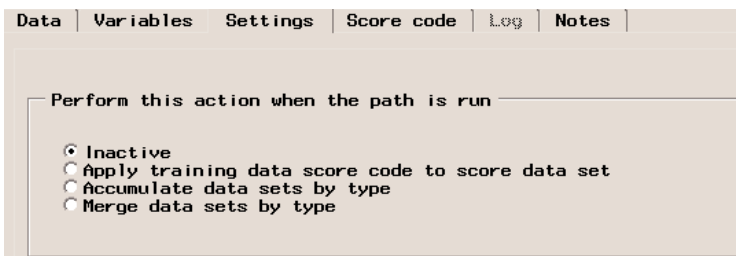 Data Variables Settings Score code Log Notes
Perform this action when the path is run
Inactive
Apply training data score code to score data set
Accumulate data sets by type
Merge data sets by type